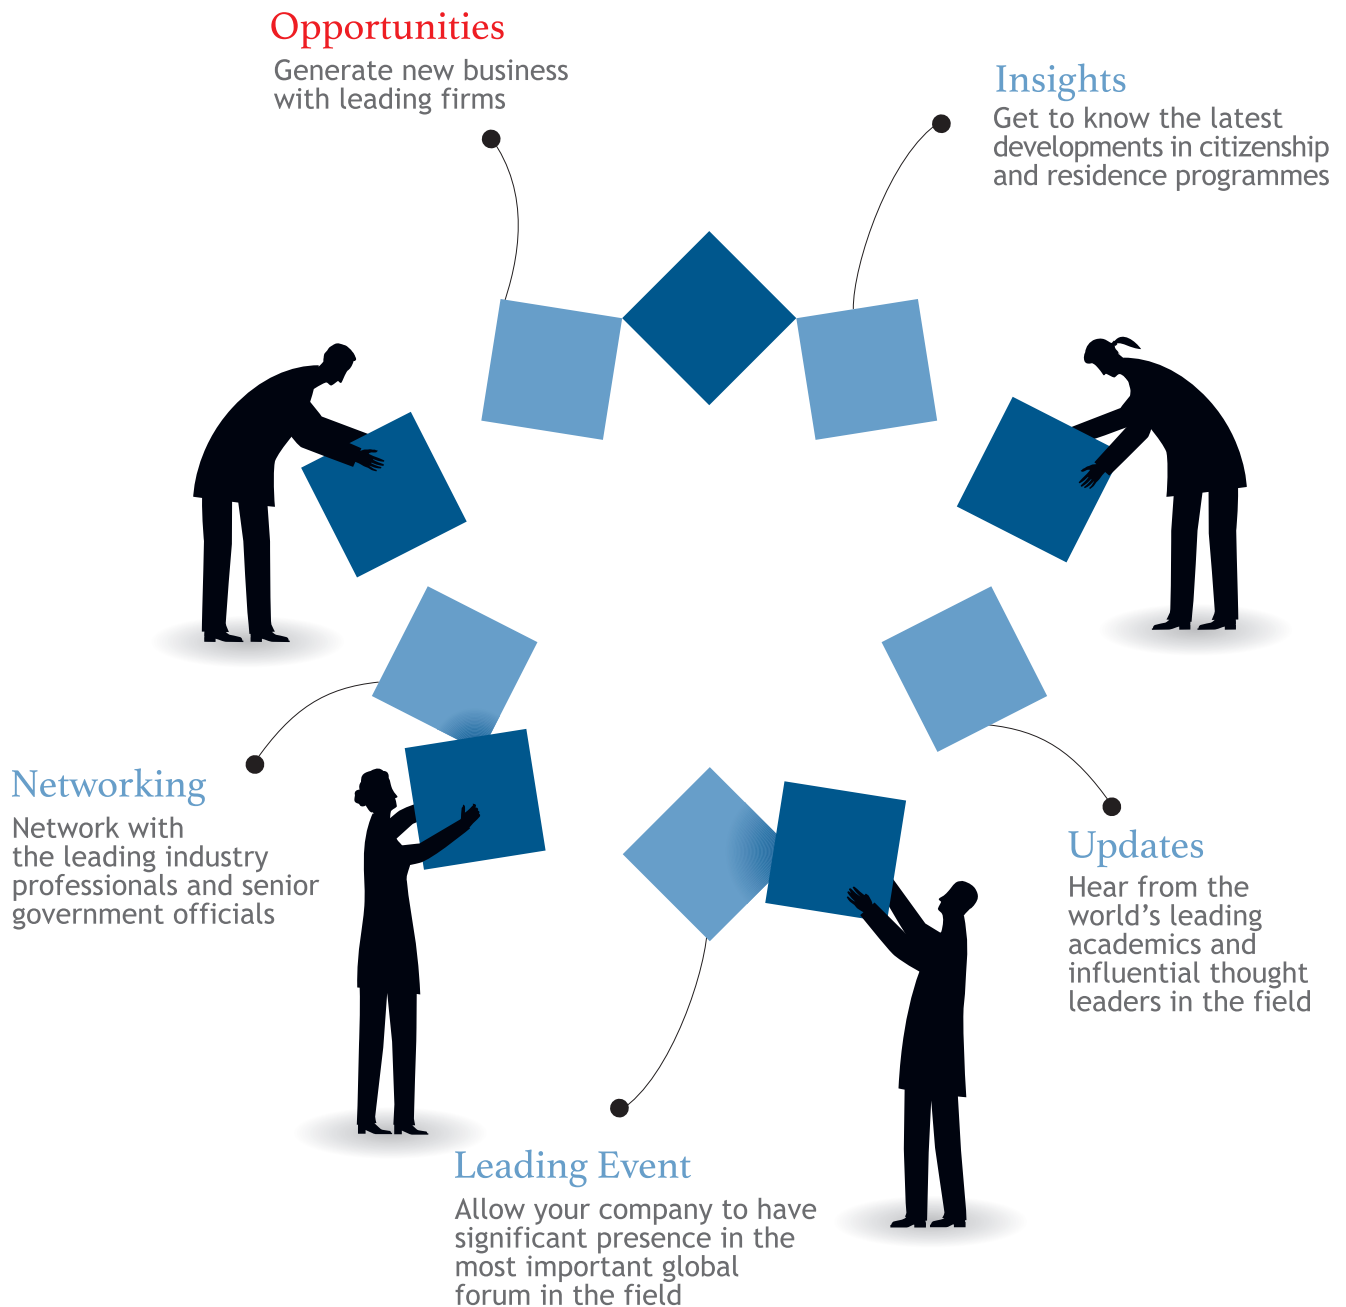 Opportunities
Generate new business
with leading firms
Insights
Get to know the latest
developments in citizenship
and residence programmes
Networking
Network with
the leading industry
professionals and senior
government officials
Updates
Hear from the
world’s leading
academics and
influential thought
leaders in the field
Leading Event
Allow your company to have
significant presence in the
most important global
forum in the field